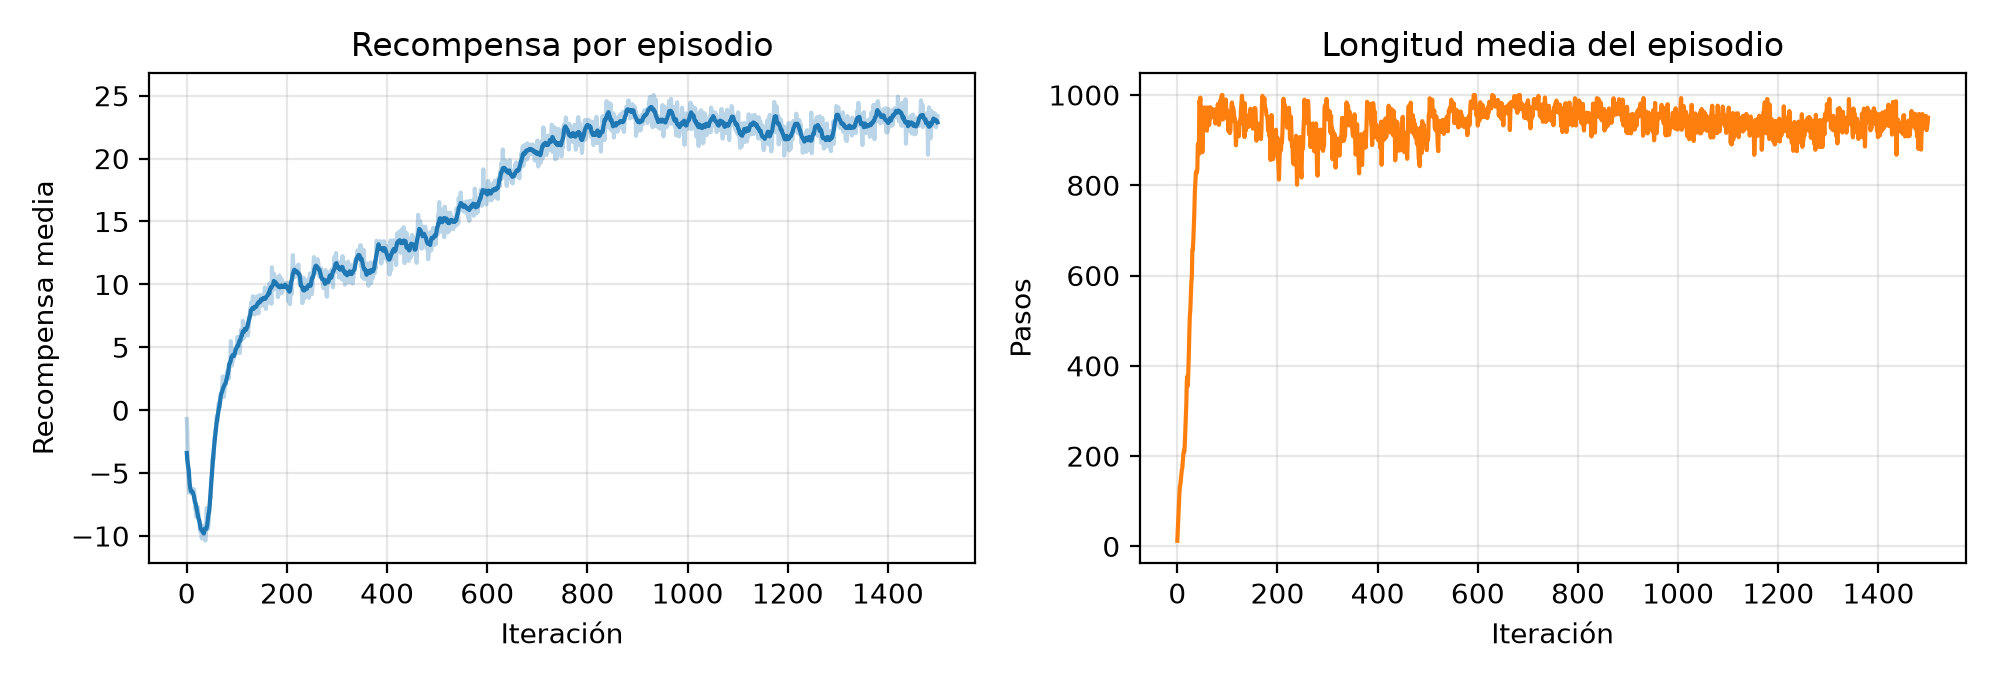 Recompensa por episodio
Recompensa media
25
20
15
10
5
0
−5
−10
0 200 400 600 800 1000 1200 1400
Iteración
Longitud media del episodio
Pasos
1000
800
600
400
200
0
0 200 400 600 800 1000 1200 1400
Iteración